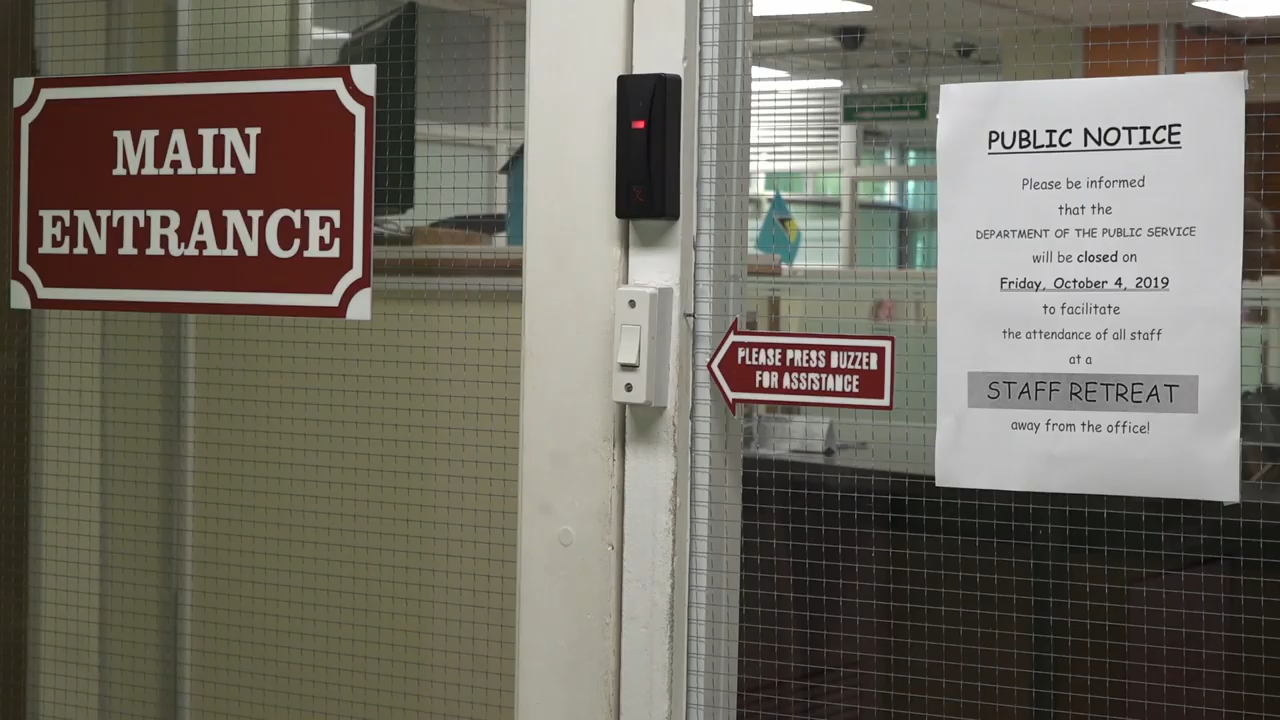 MAIN
ENTRANCE
PLEASE PRESS BUZZER
FOR ASSISTANCE
PUBLIC NOTICE
Please be informed
that the
DEPARTMENT OF THE PUBLIC SERVICE
will be closed on
Friday, October 4, 2019
to facilitate
the attendance of all staff
at a
STAFF RETREAT
away from the office!